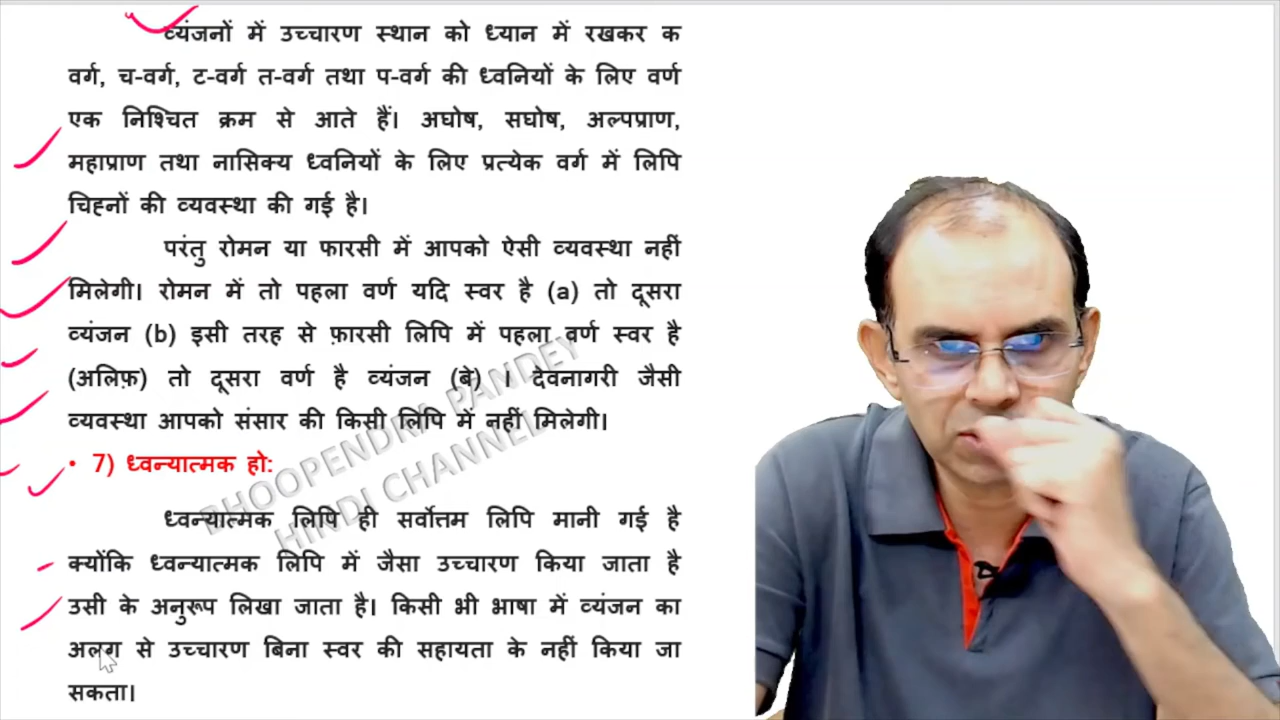 व्यंजनों में उच्चारण स्थान को ध्यान में रखकर क
वर्ग, च-वर्ग, ट-वर्ग त-वर्ग तथा प-वर्ग की ध्वनियों के लिए वर्ण
एक निश्चित क्रम से आते हैं। अघोष, सघोष, अल्पप्राण,
महाप्राण तथा नासिक्य ध्वनियों के लिए प्रत्येक वर्ग में लिपि
चिह्नों की व्यवस्था की गई है।
परंतु रोमन या फारसी में आपको ऐसी व्यवस्था नहीं
मिलेगी। रोमन में तो पहला वर्ण यदि स्वर है (a) तो दूसरा
व्यंजन (b) इसी तरह से फ़ारसी लिपि में पहला वर्ण स्वर है
(अलिफ़) तो दूसरा वर्ण है व्यंजन (बे) । देवनागरी जैसी
व्यवस्था आपको संसार की किसी लिपि में नहीं मिलेगी।
• 7) ध्वन्यात्मक हो:
ध्वन्यात्मक लिपि ही सर्वोत्तम लिपि मानी गई है
क्योंकि ध्वन्यात्मक लिपि में जैसा उच्चारण किया जाता है
उसी के अनुरूप लिखा जाता है। किसी भी भाषा में व्यंजन का
अलग से उच्चारण बिना स्वर की सहायता के नहीं किया जा
सकता।
BHOOPENDRA PANDEY
HINDI CHANNEL